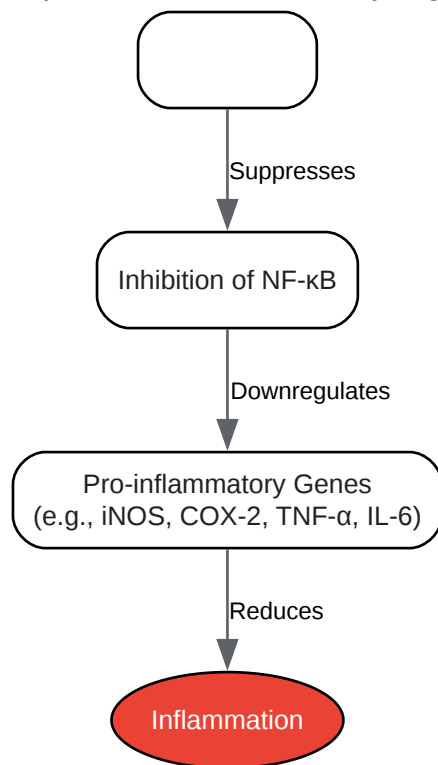 Suppresses
Inhibition of NF-κB
Downregulates
Pro-inflammatory Genes
(e.g., iNOS, COX-2, TNF-α, IL-6)
Reduces
Inflammation